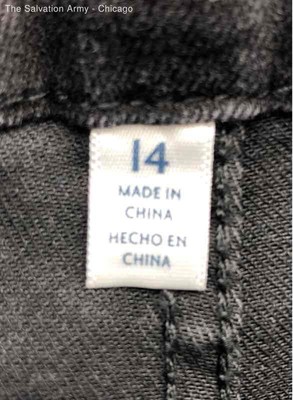 The Salvation Army - Chicago
14
MADE IN
CHINA
HECHO EN
CHINA